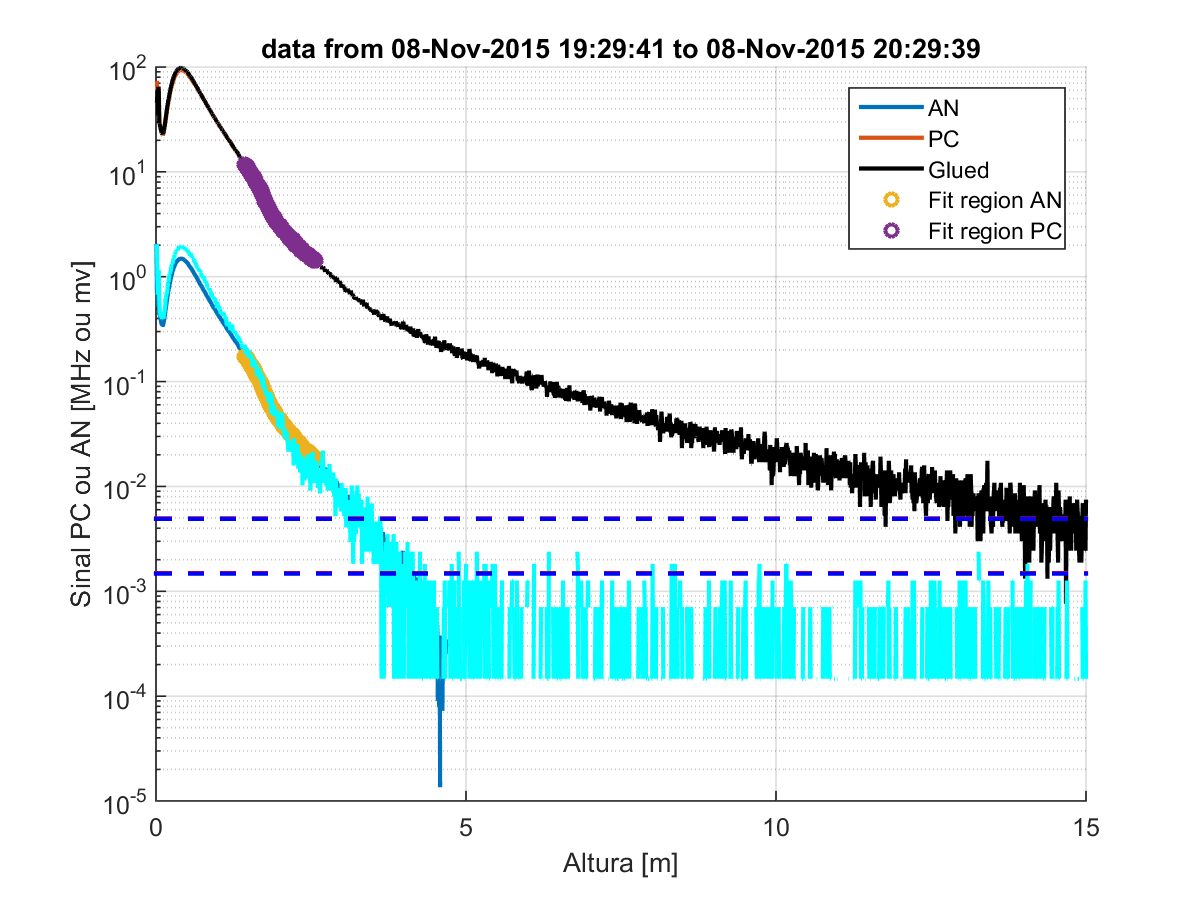 data from 08-Nov-2015 19:29:41 to 08-Nov-2015 20:29:39
AN
PC
Glued
Fit region AN
Fit region PC
Sinal PC ou AN [MHz ou mv]
10^2
10^1
10^0
10^-1
10^-2
10^-3
10^-4
10^-5
0 5 10 15
Altura [m]